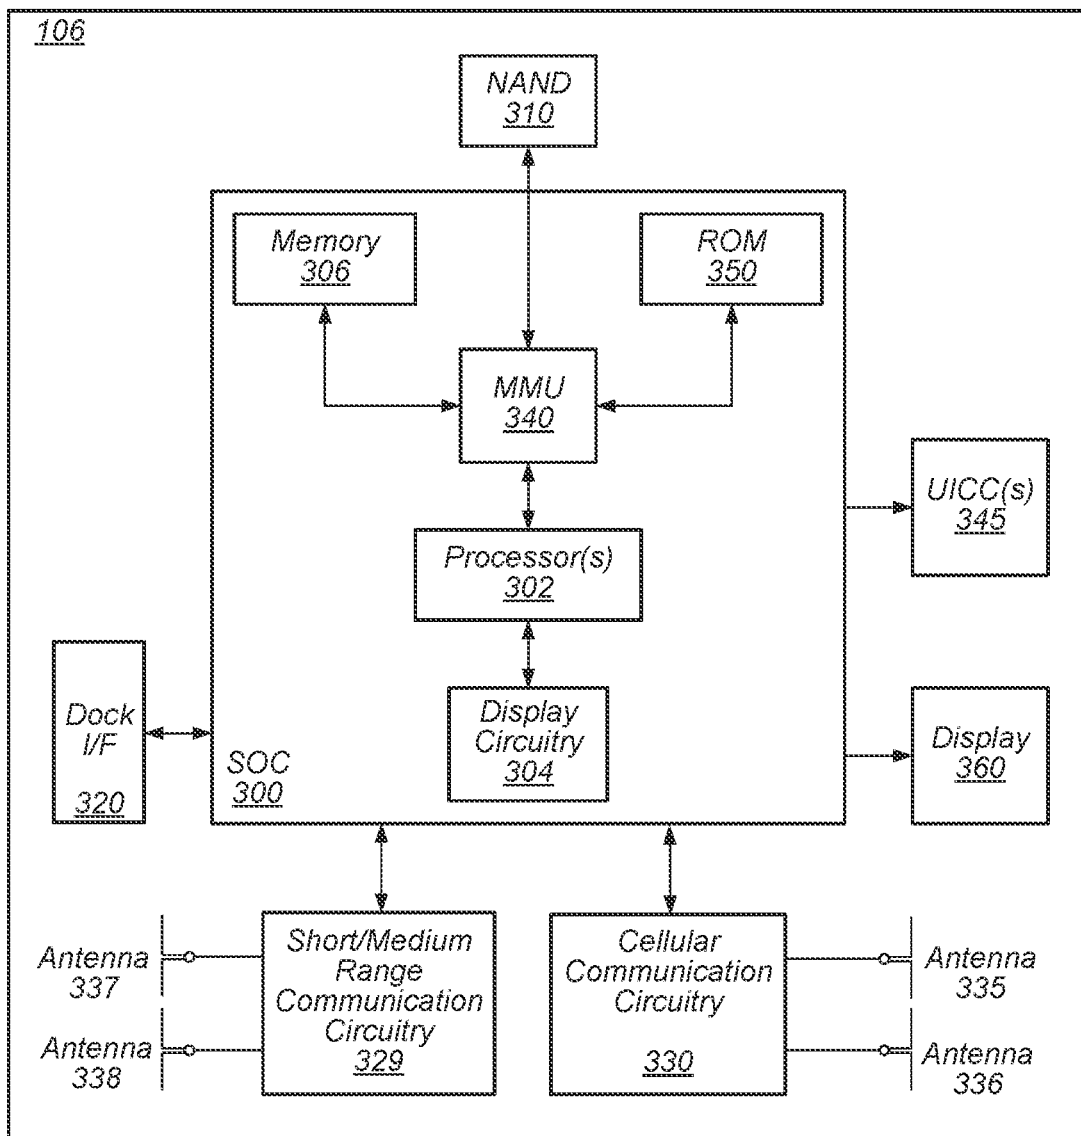 106
NAND
310
Memory
306
ROM
350
MMU
340
UICC(s)
345
Processor(s)
302
Dock
I/F
320
Display
Circuitry
304
SOC
300
Display
360
Short/Medium
Range
Communication
Circuitry
329
Cellular
Communication
Circuitry
330
Antenna
337
Antenna
338
Antenna
335
Antenna
336